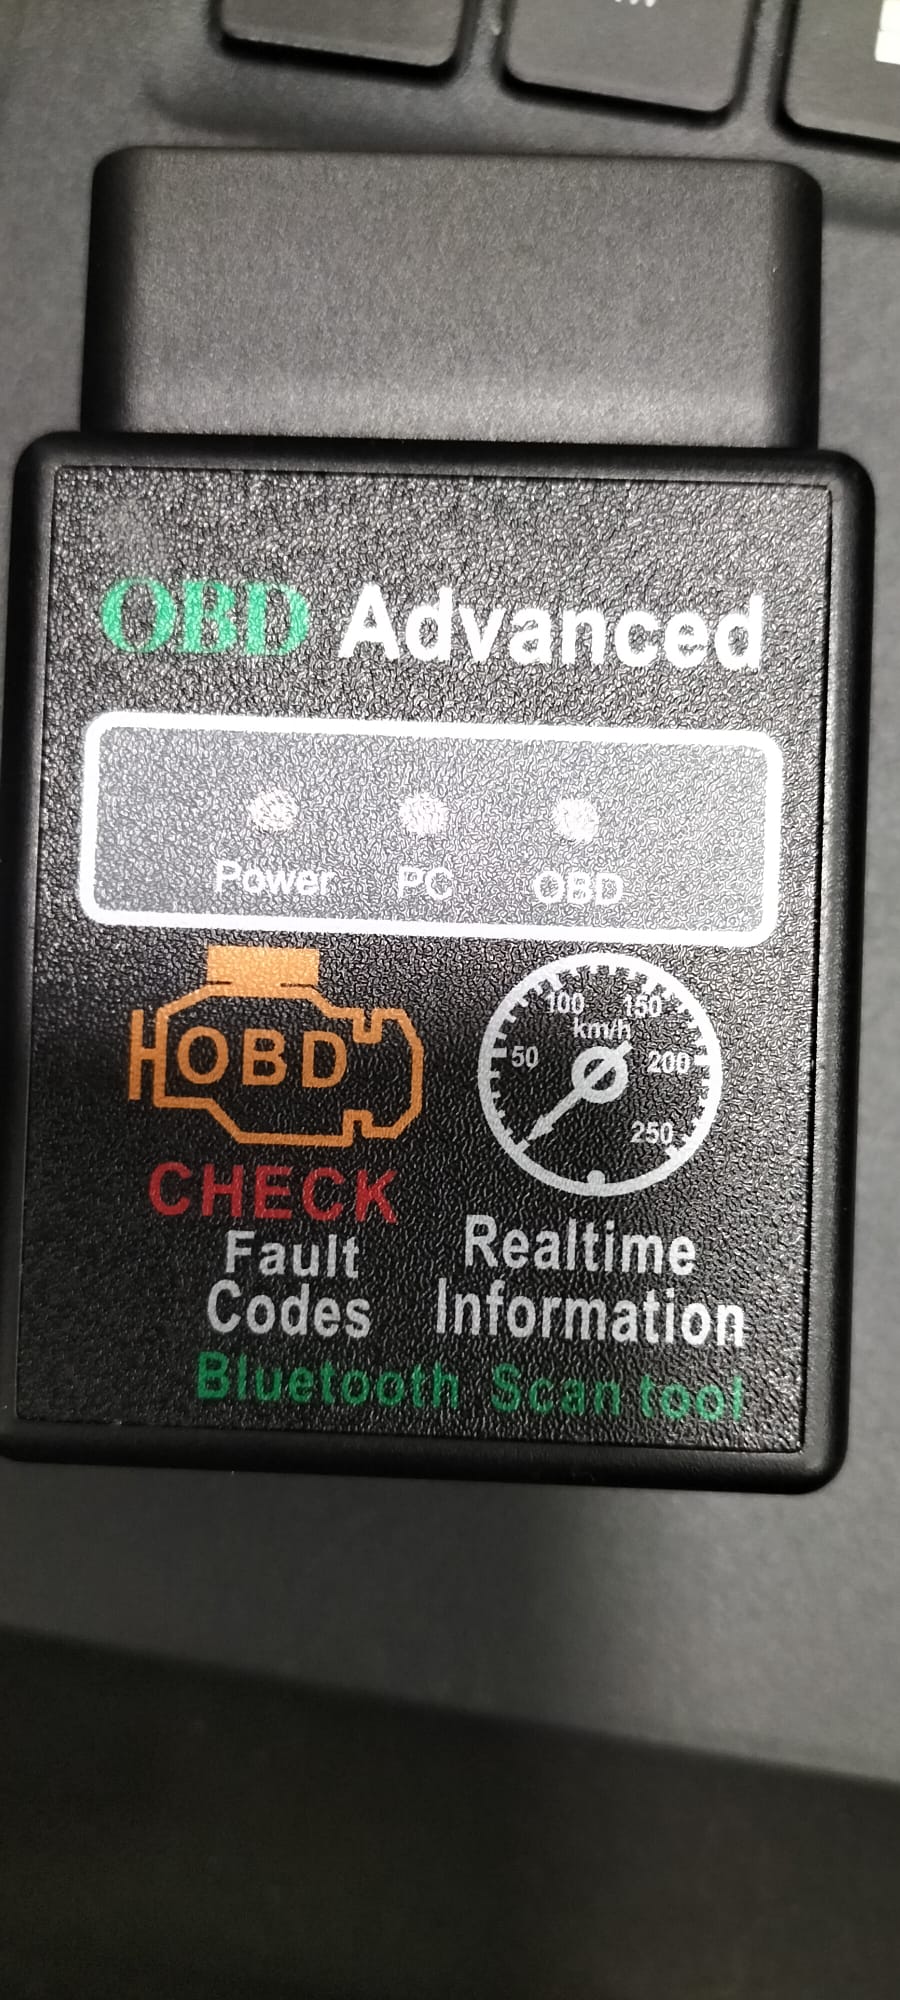 OBD Advanced
Power PC OBD
OBD
50 100 150 200 250
km/h
CHECK
Fault
Codes
Realtime
Information
Bluetooth Scan tool